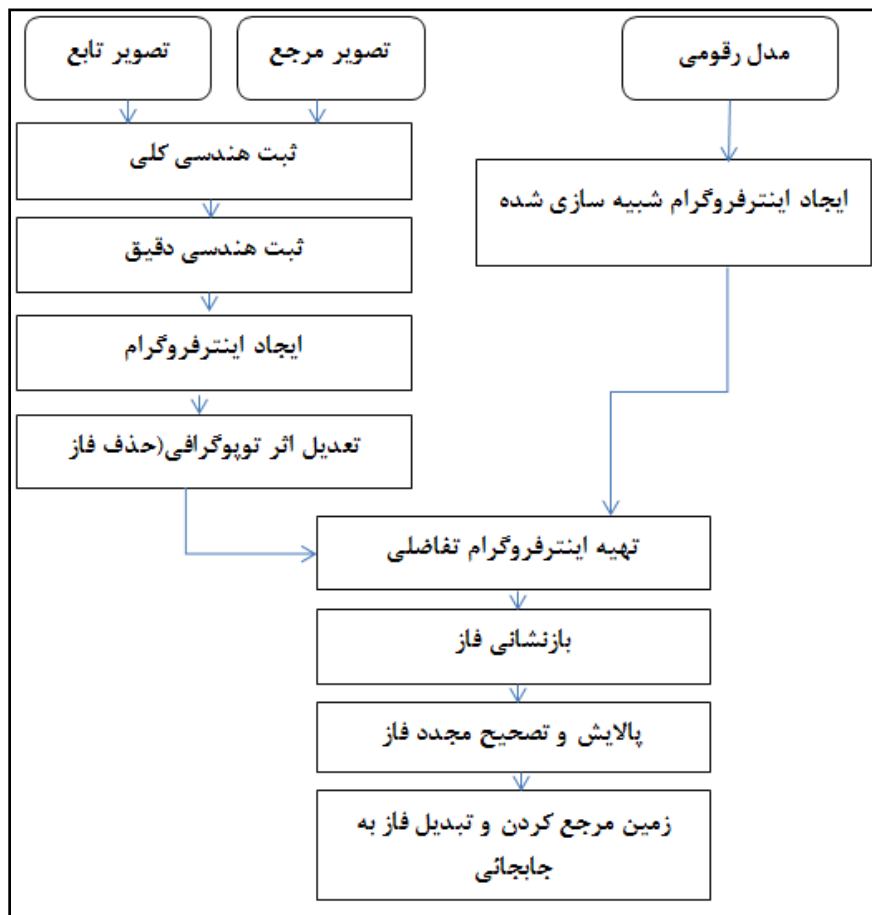 مدل رقومی
تصویر مرجع
تصویر تابع
ثبت هندسی کلی
ایجاد اینترفروگرام شبیه سازی شده
ثبت هندسی دقیق
ایجاد اینترفروگرام
تعدیل اثر توپوگرافی(حذف فاز
تهیه اینترفروگرام تفاضلی
بازنشانی فاز
پالایش و تصحیح مجدد فاز
زمین مرجع کردن و تبدیل فاز به
جابجائی